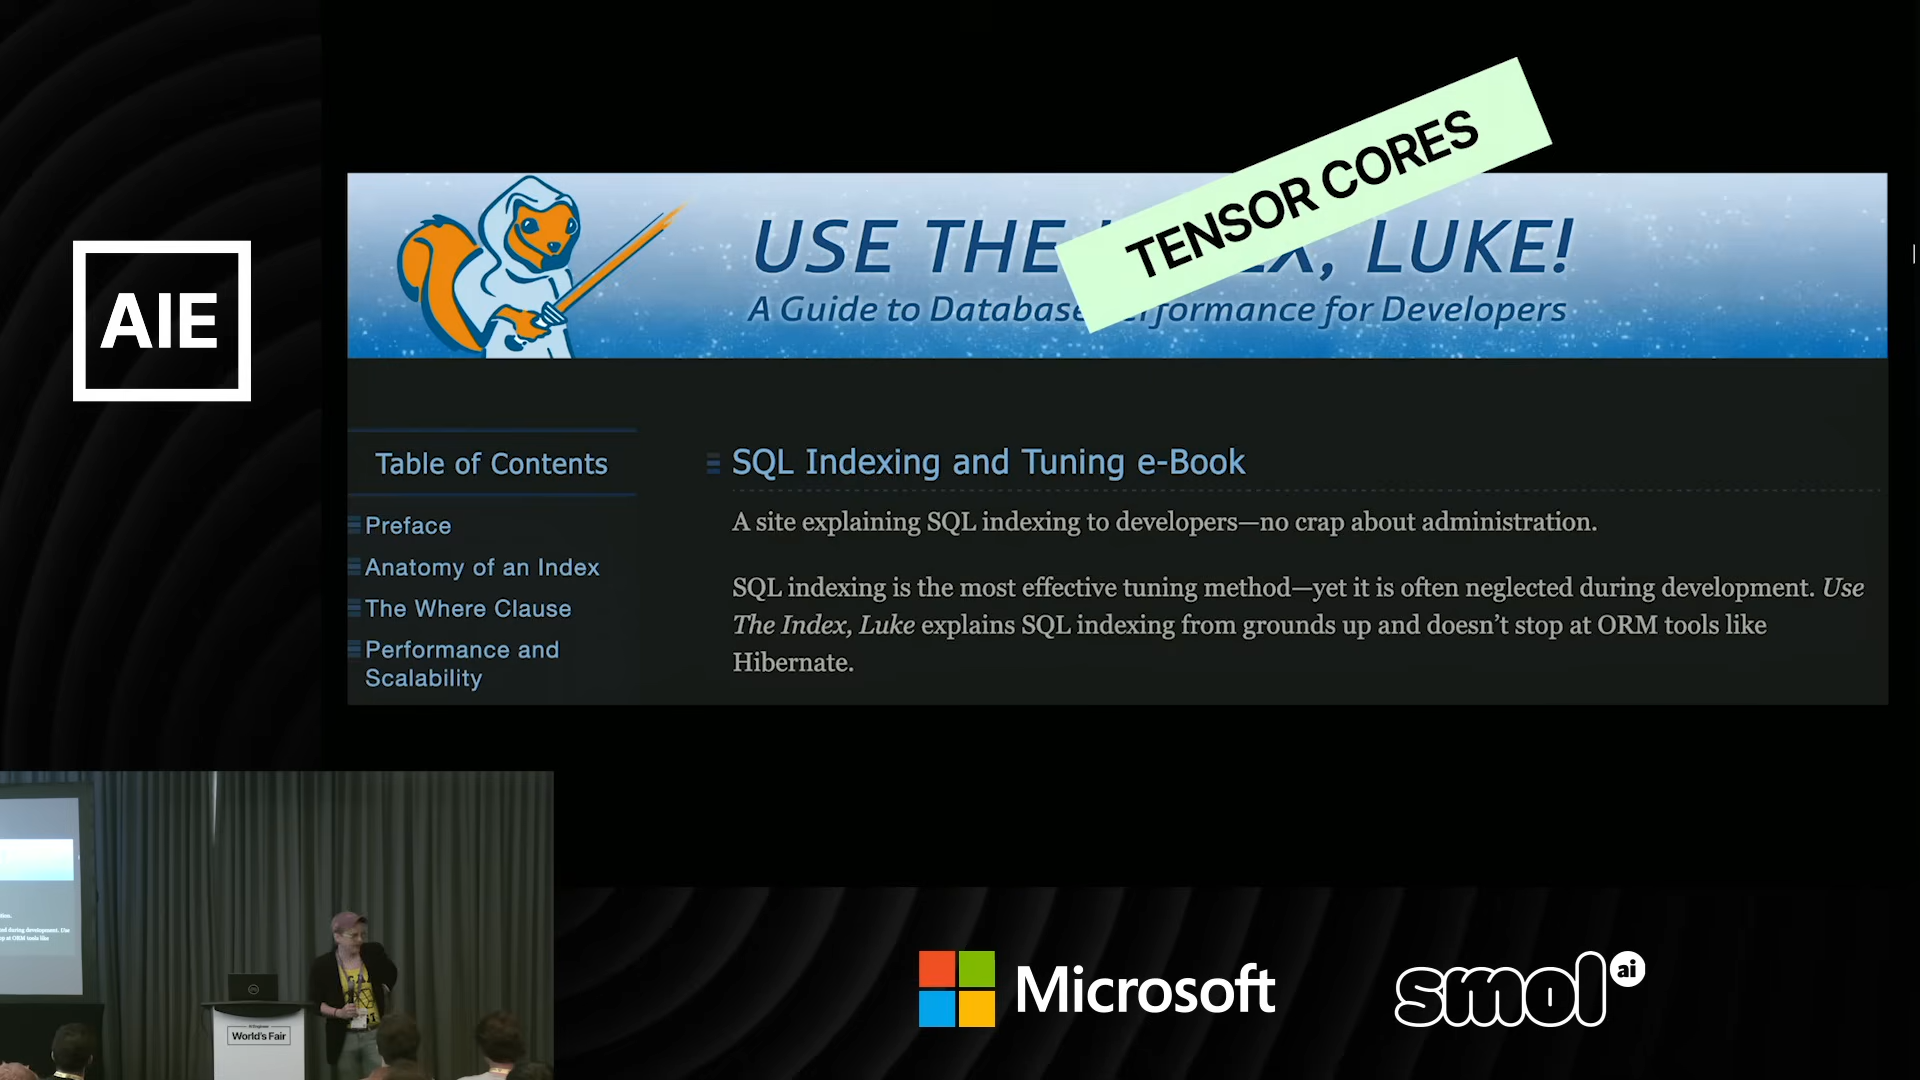 AIE
TENSOR CORES
USE THE INDEX, LUKE!
A Guide to Database Performance for Developers
Table of Contents
Preface
Anatomy of an Index
The Where Clause
Performance and
Scalability
SQL Indexing and Tuning e-Book
A site explaining SQL indexing to developers—no crap about administration.
SQL indexing is the most effective tuning method—yet it is often neglected during development. Use
The Index, Luke explains SQL indexing from grounds up and doesn’t stop at ORM tools like
Hibernate.
World's Fair
Microsoft
smol ai